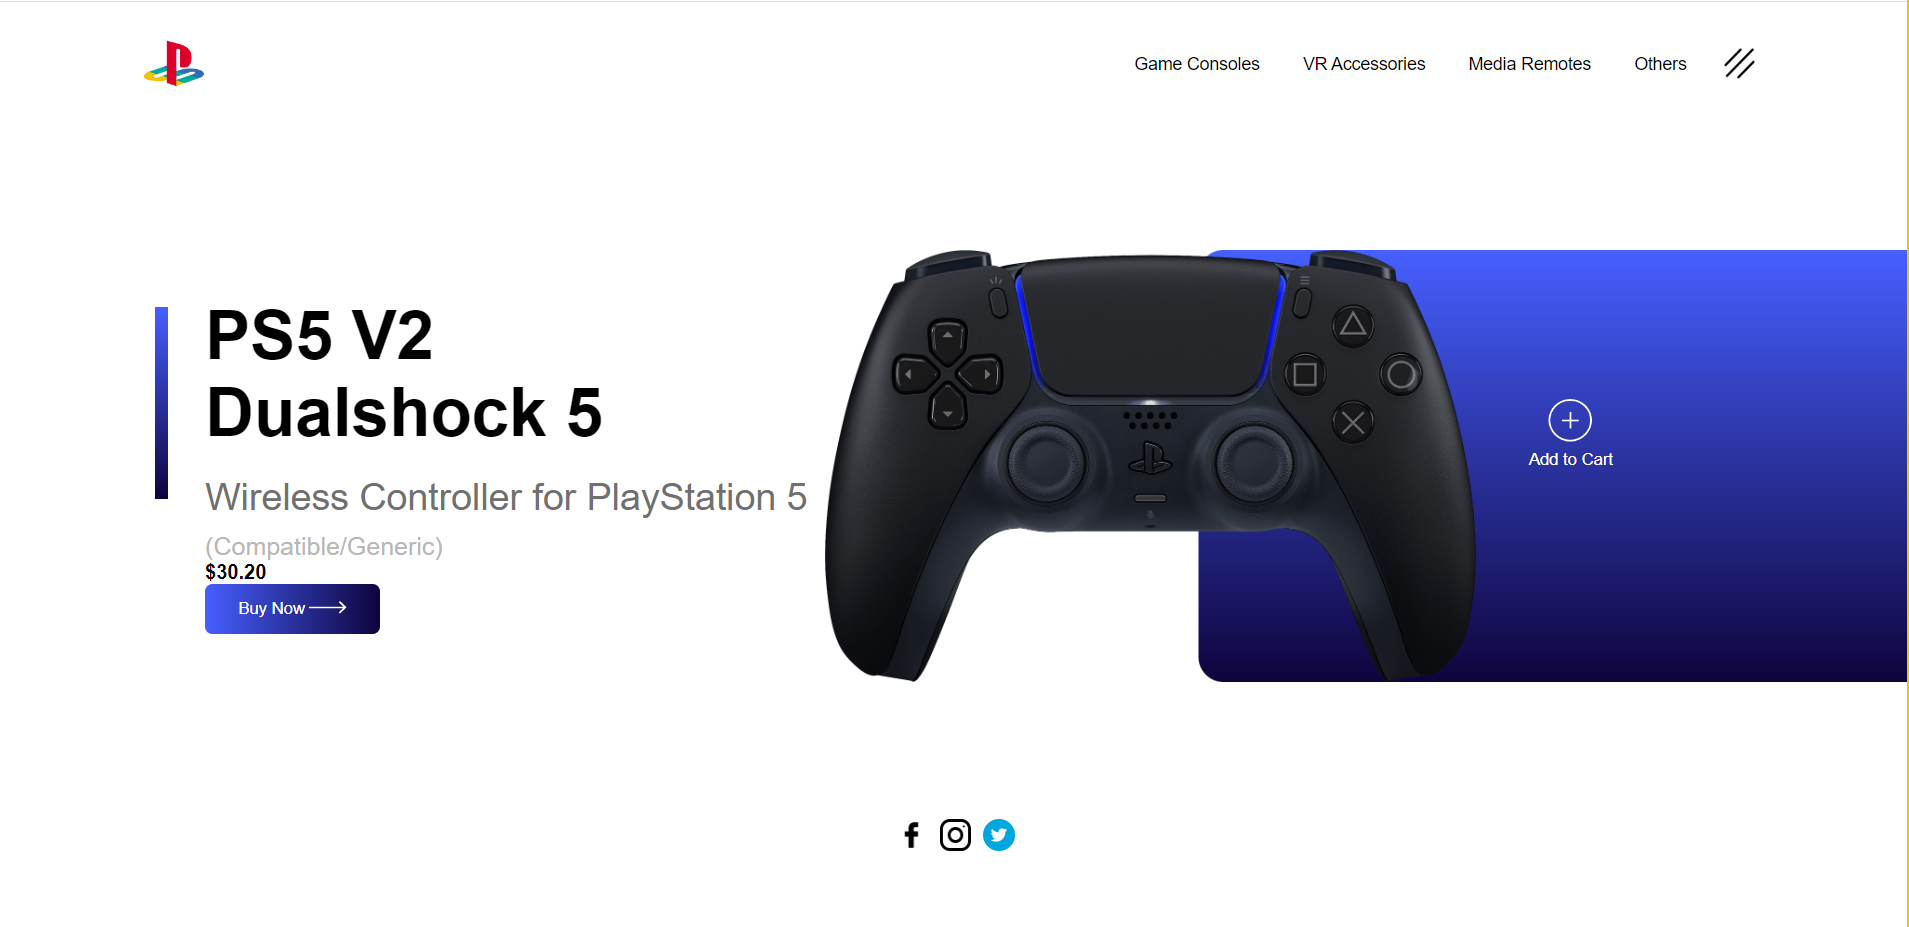 Game Consoles VR Accessories Media Remotes Others
PS5 V2
Dualshock 5
Wireless Controller for PlayStation 5
(Compatible/Generic)
$30.20
Buy Now
Add to Cart